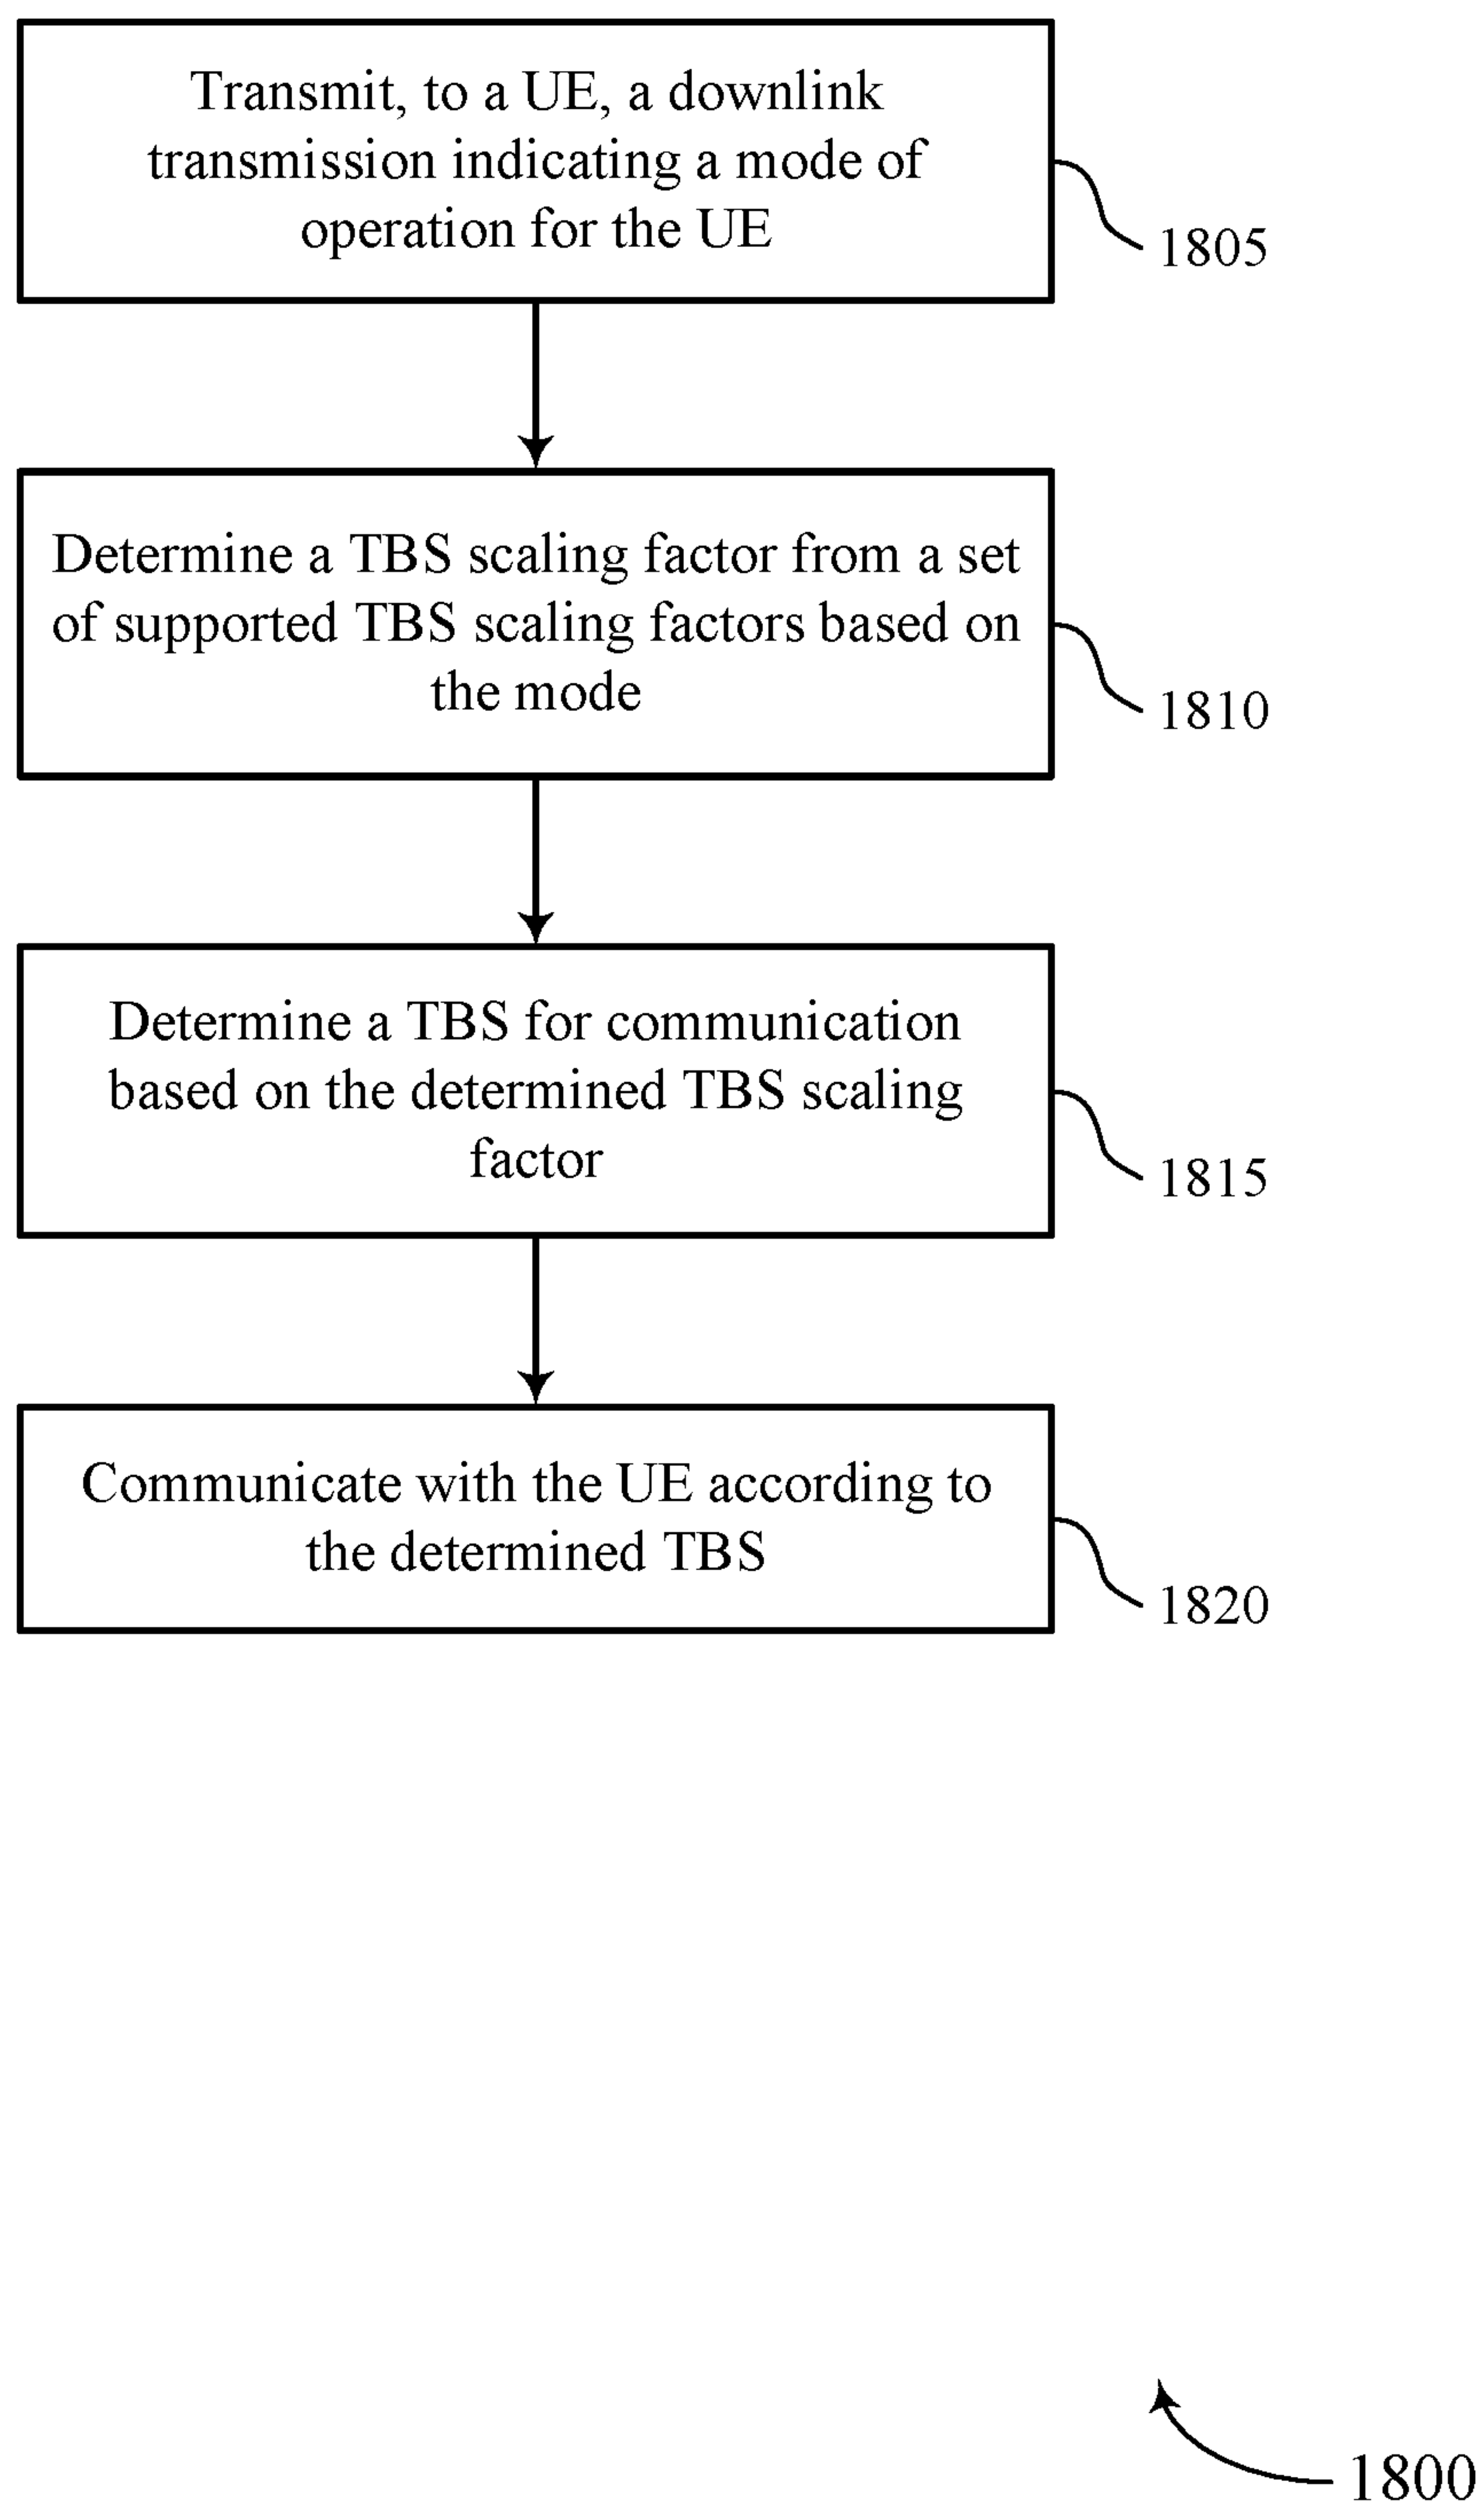 Transmit, to a UE, a downlink
transmission indicating a mode of
operation for the UE
1805
Determine a TBS scaling factor from a set
of supported TBS scaling factors based on
the mode
1810
Determine a TBS for communication
based on the determined TBS scaling
factor
1815
Communicate with the UE according to
the determined TBS
1820
1800